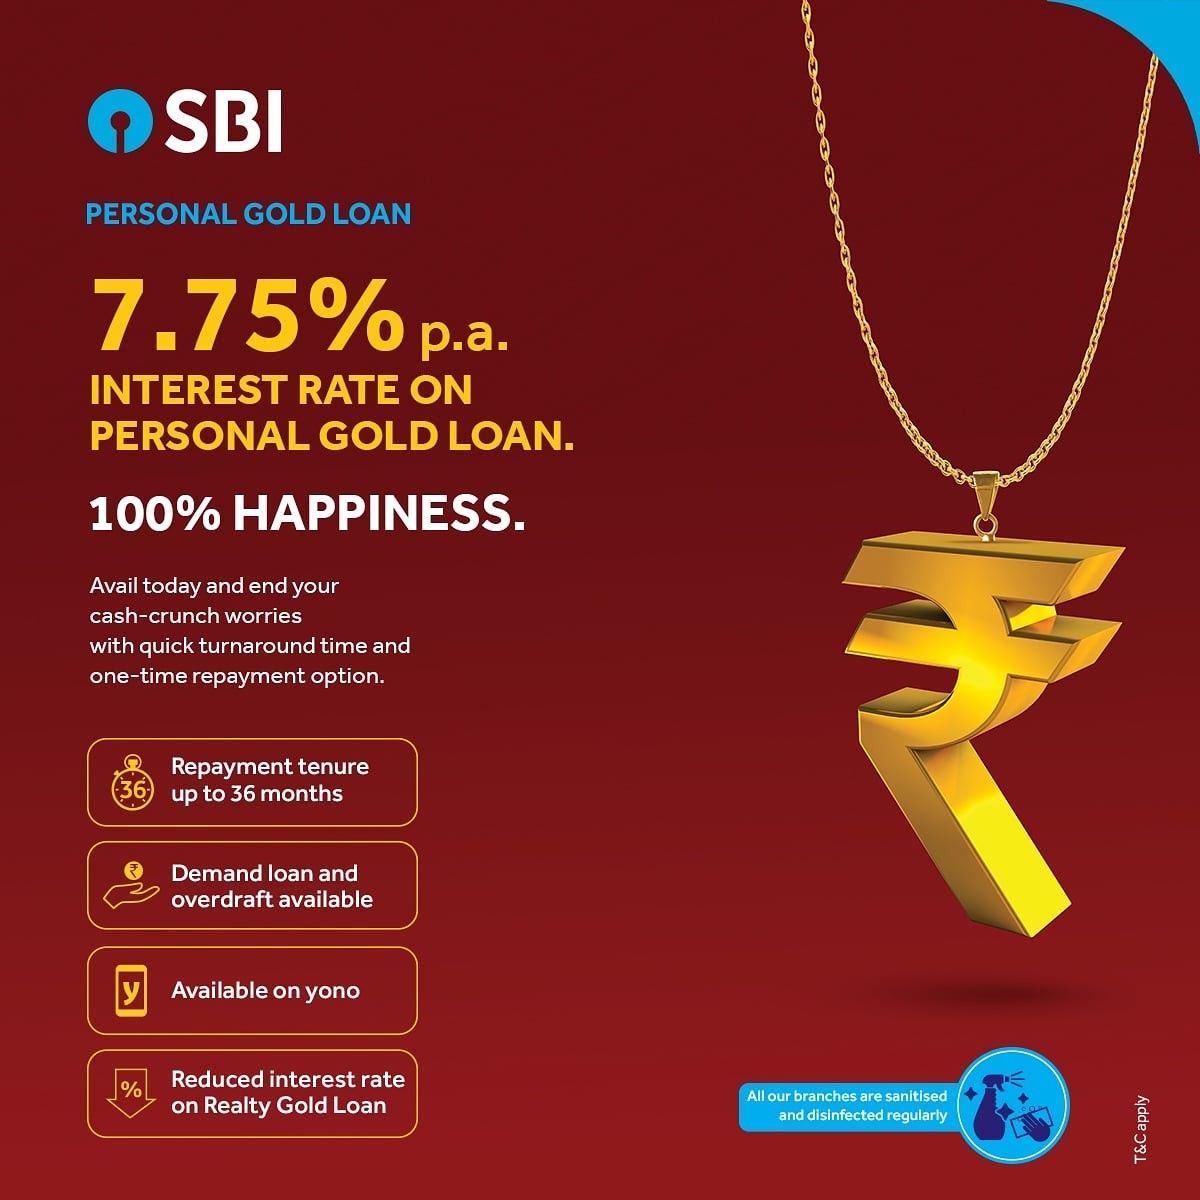 SBI
PERSONAL GOLD LOAN
7.75% p.a.
INTEREST RATE ON
PERSONAL GOLD LOAN.
100% HAPPINESS.
Avail today and end your
cash-crunch worries
with quick turnaround time and
one-time repayment option.
36
Repayment tenure
up to 36 months
₹
Demand loan and
overdraft available
y
Available on yono
%
Reduced interest rate
on Realty Gold Loan
₹
All our branches are sanitised
and disinfected regularly
T&C apply